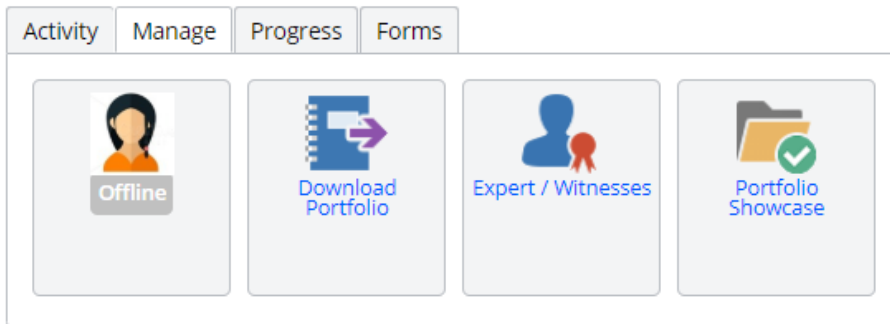 Activity Manage Progress Forms
Offline
Download
Portfolio
Expert / Witnesses
Portfolio
Showcase